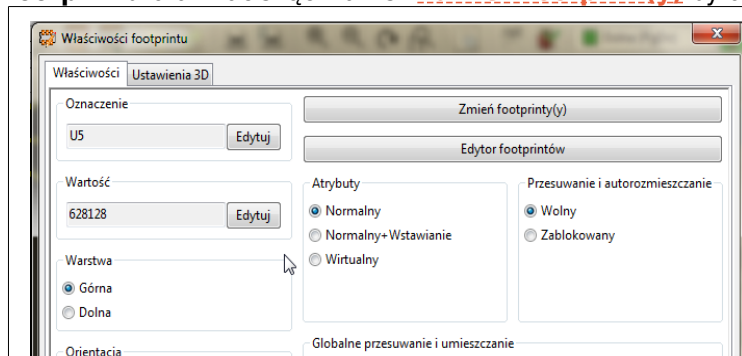 Właściwości footprintu
Właściwości Ustawienia 3D
Oznaczenie
U5 Edytuj
Zmień footprinty(y)
Edytor footprintów
Wartość
628128 Edytuj
Atrybuty
Normalny
Normalny+Wstawianie
Wirtualny
Przesuwanie i autorozmieszczanie
Wolny
Zablokowany
Warstwa
Górna
Dolna
Orientacja
Globalne przesuwanie i umieszczanie